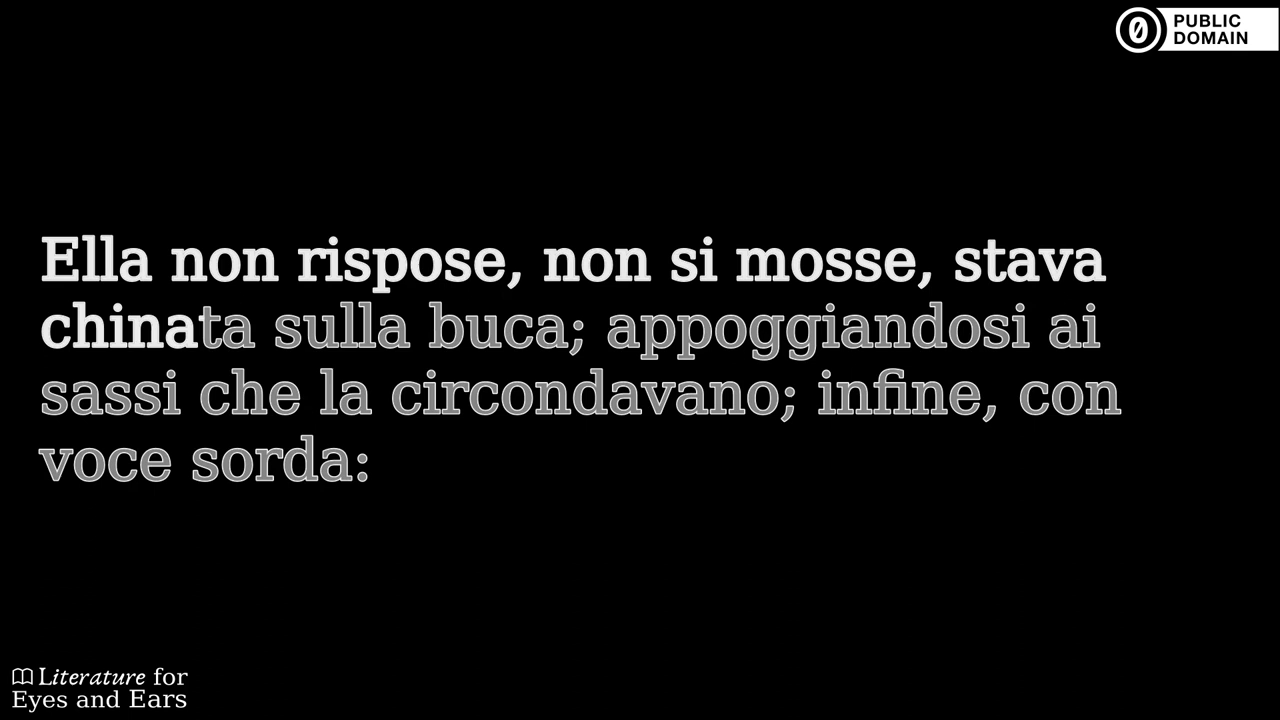 PUBLIC
DOMAIN
Ella non rispose, non si mosse, stava
chinata sulla buca; appoggiandosi ai
sassi che la circondavano; infine, con
voce sorda:
Literature for
Eyes and Ears